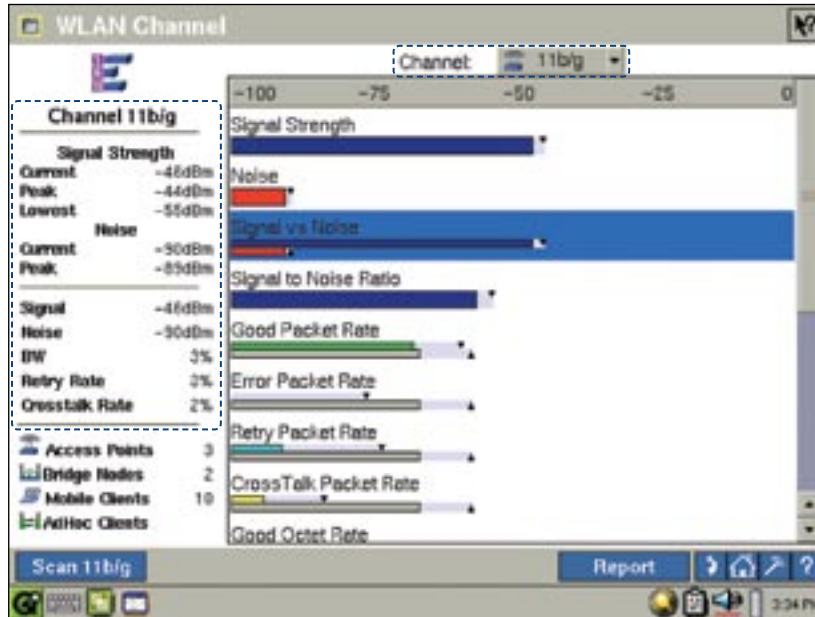 WLAN Channel
Channel: 11b/g
-100 -75 -50 -25 0
Channel 11b/g
Signal Strength
Current -46dBm
Peak -44dBm
Lowest -55dBm
Noise
Current -90dBm
Peak -89dBm
Signal -46dBm
Noise -90dBm
BW 3%
Retry Rate
Crosstalk Rate 2%
Access Points 3
Bridge Nodes 2
Mobile Clients 10
AdHoc Clients
Signal Strength
Noise
Signal vs Noise
Signal to Noise Ratio
Good Packet Rate
Error Packet Rate
Retry Packet Rate
CrossTalk Packet Rate
Good Octet Rate
Scan 11b/g
Report
?
3:34 PM